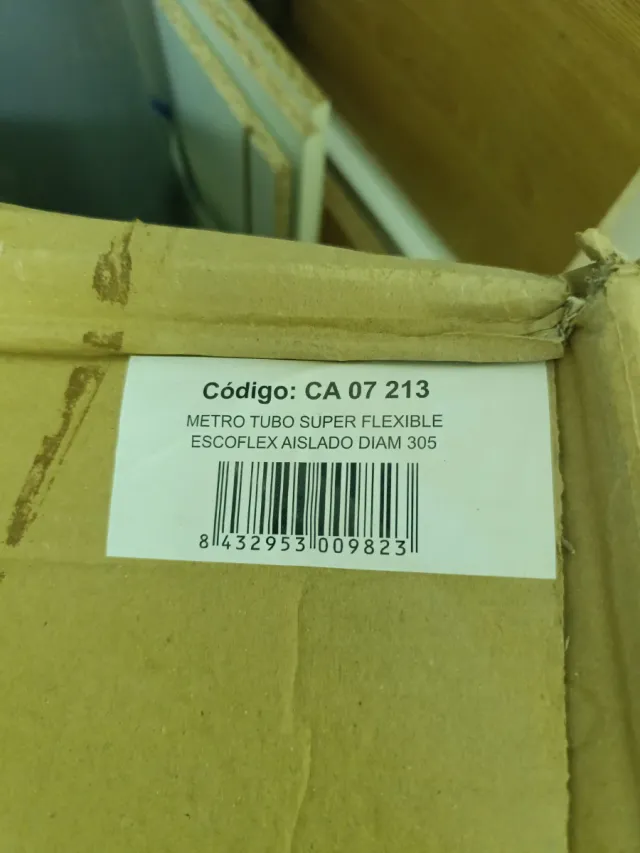 Código: CA 07 213
METRO TUBO SUPER FLEXIBLE
ESCOFLEX AISLADO DIAM 305
8 432953 009823